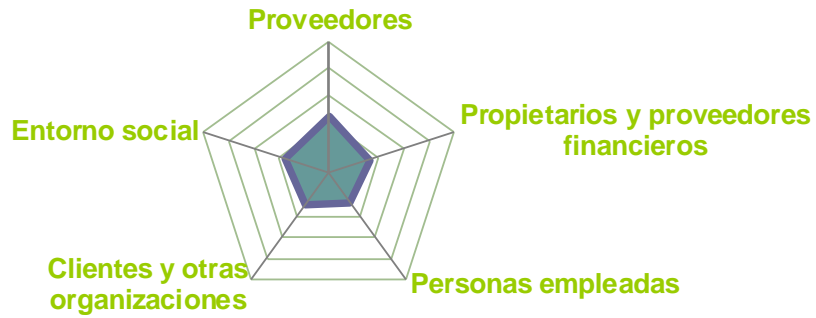 Proveedores
Propietarios y proveedores
financieros
Entorno social
Clientes y otras
organizaciones
Personas empleadas